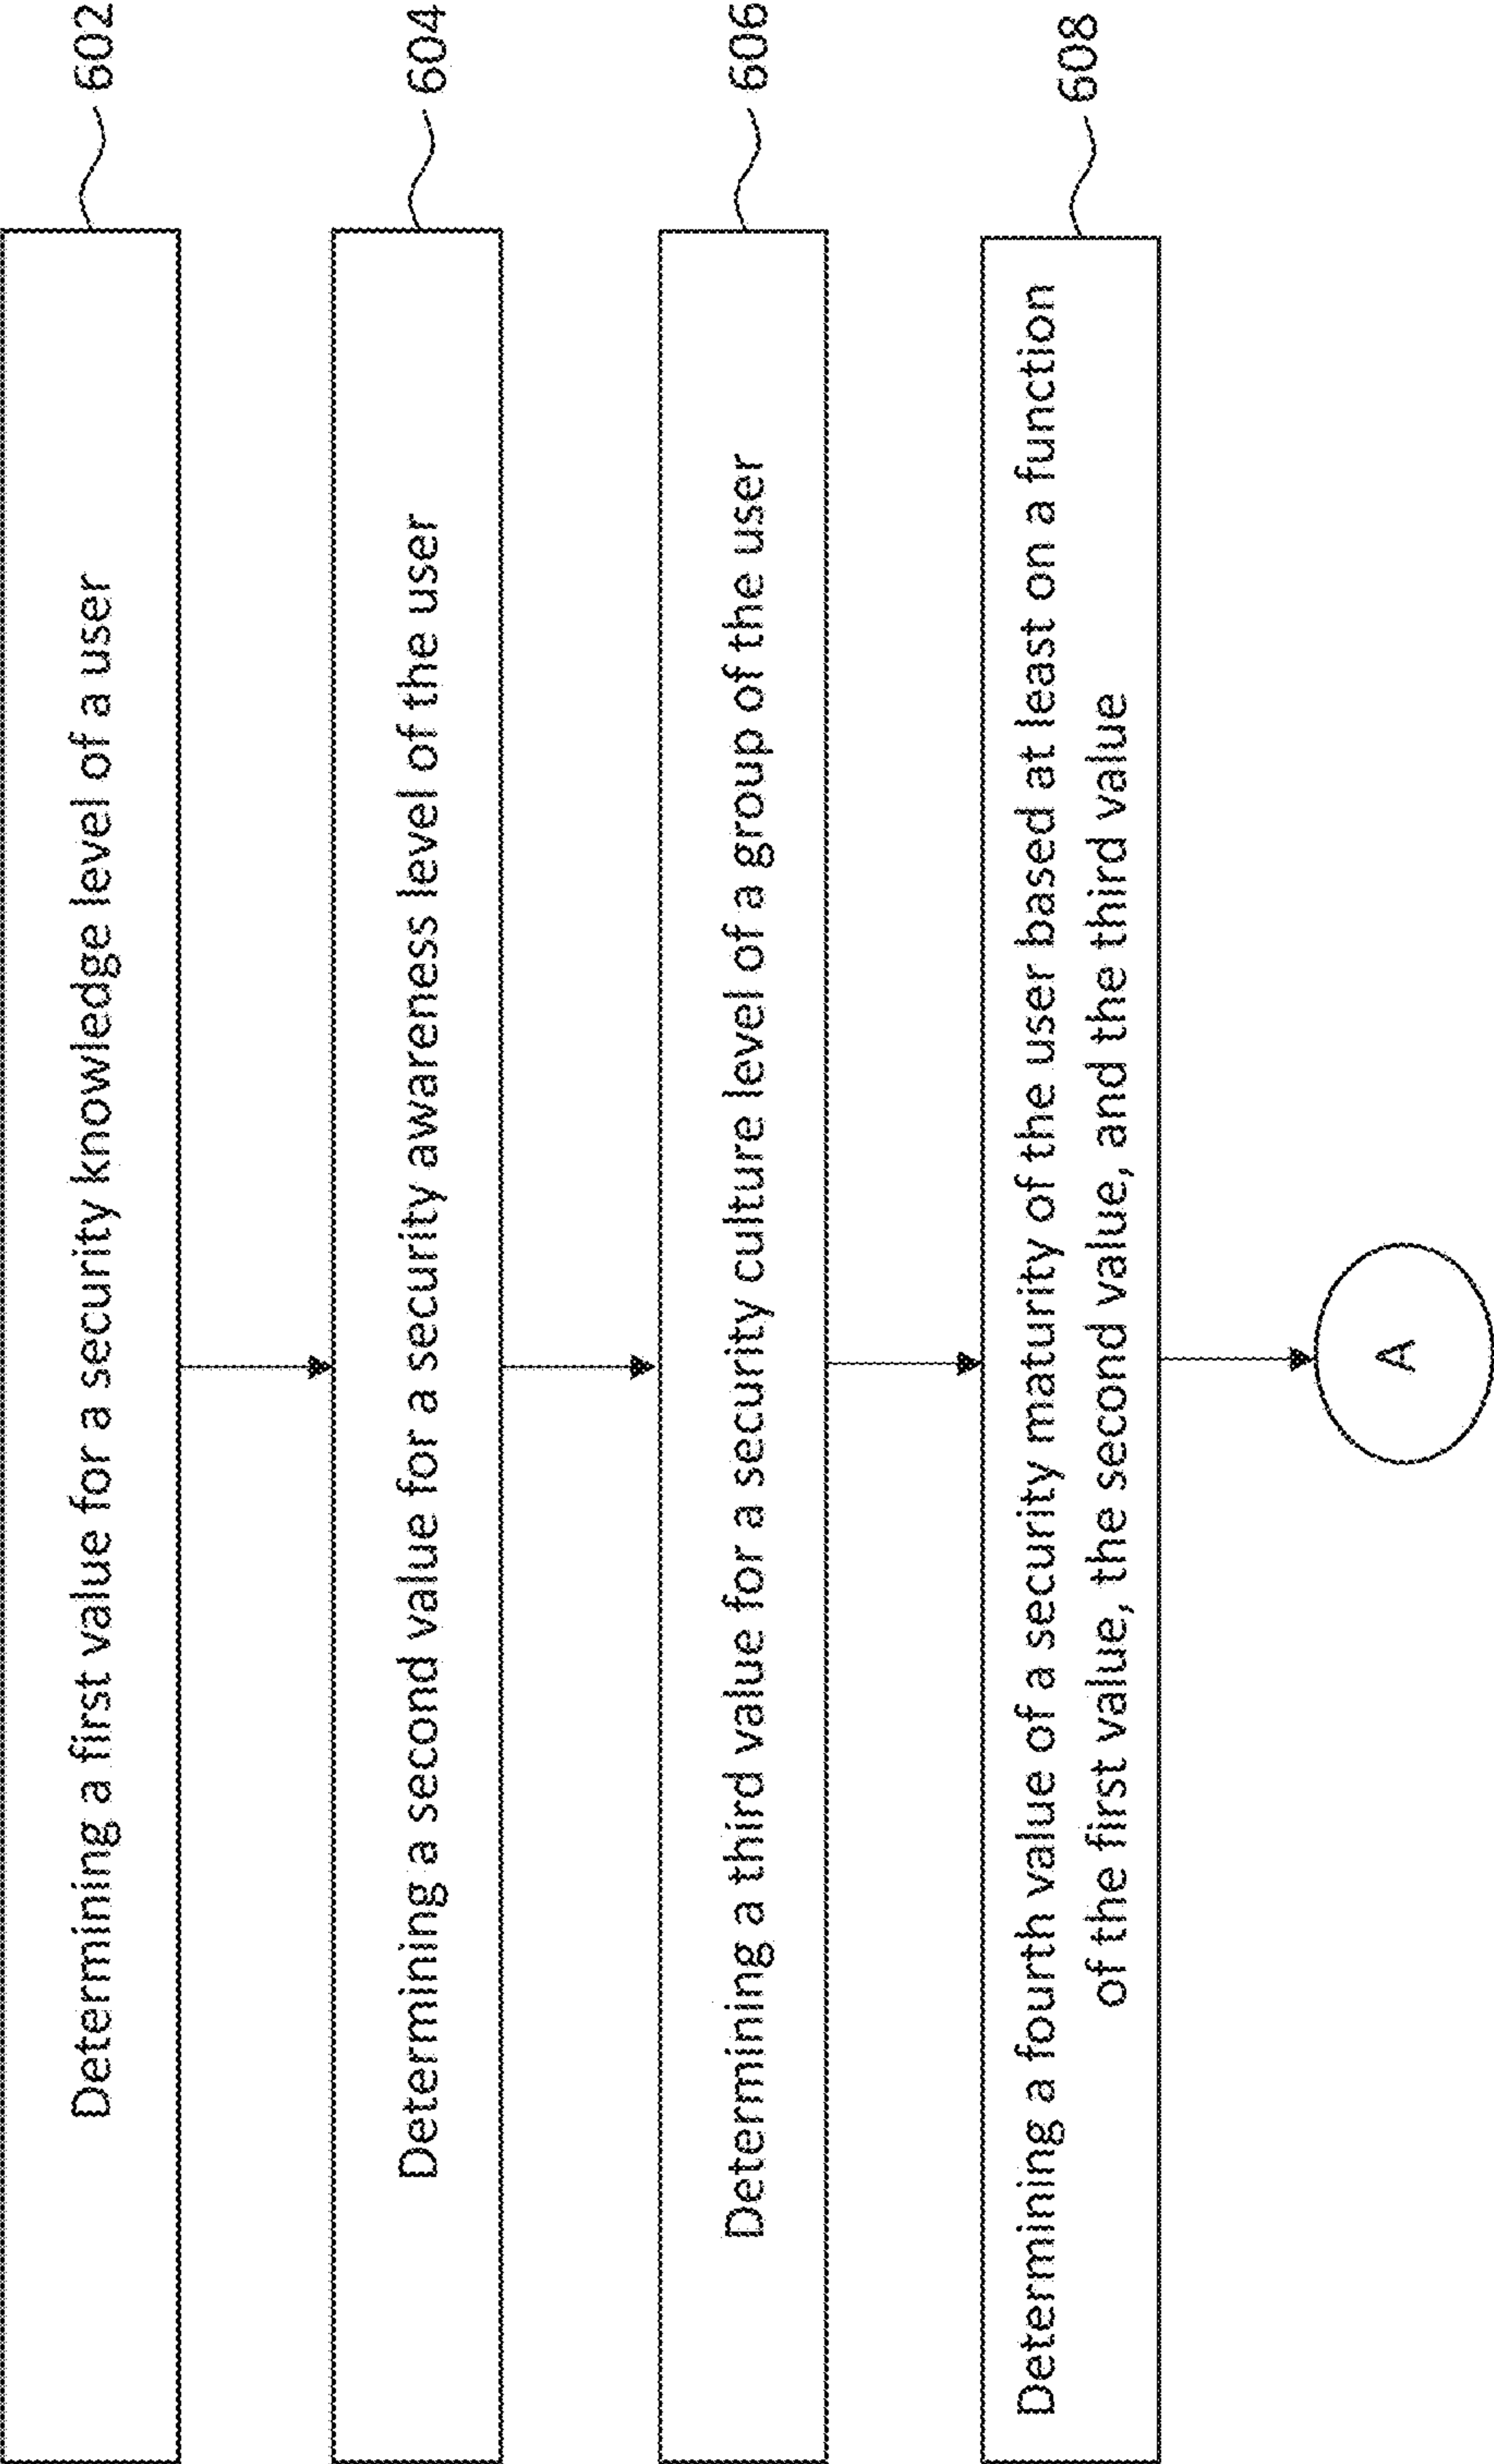 Determining a first value for a security knowledge level of a user
602
Determining a second value for a security awareness level of the user
604
Determining a third value for a security culture level of a group of the user
606
Determining a fourth value of a security maturity of the user based at least on a function
of the first value, the second value, and the third value
608
A